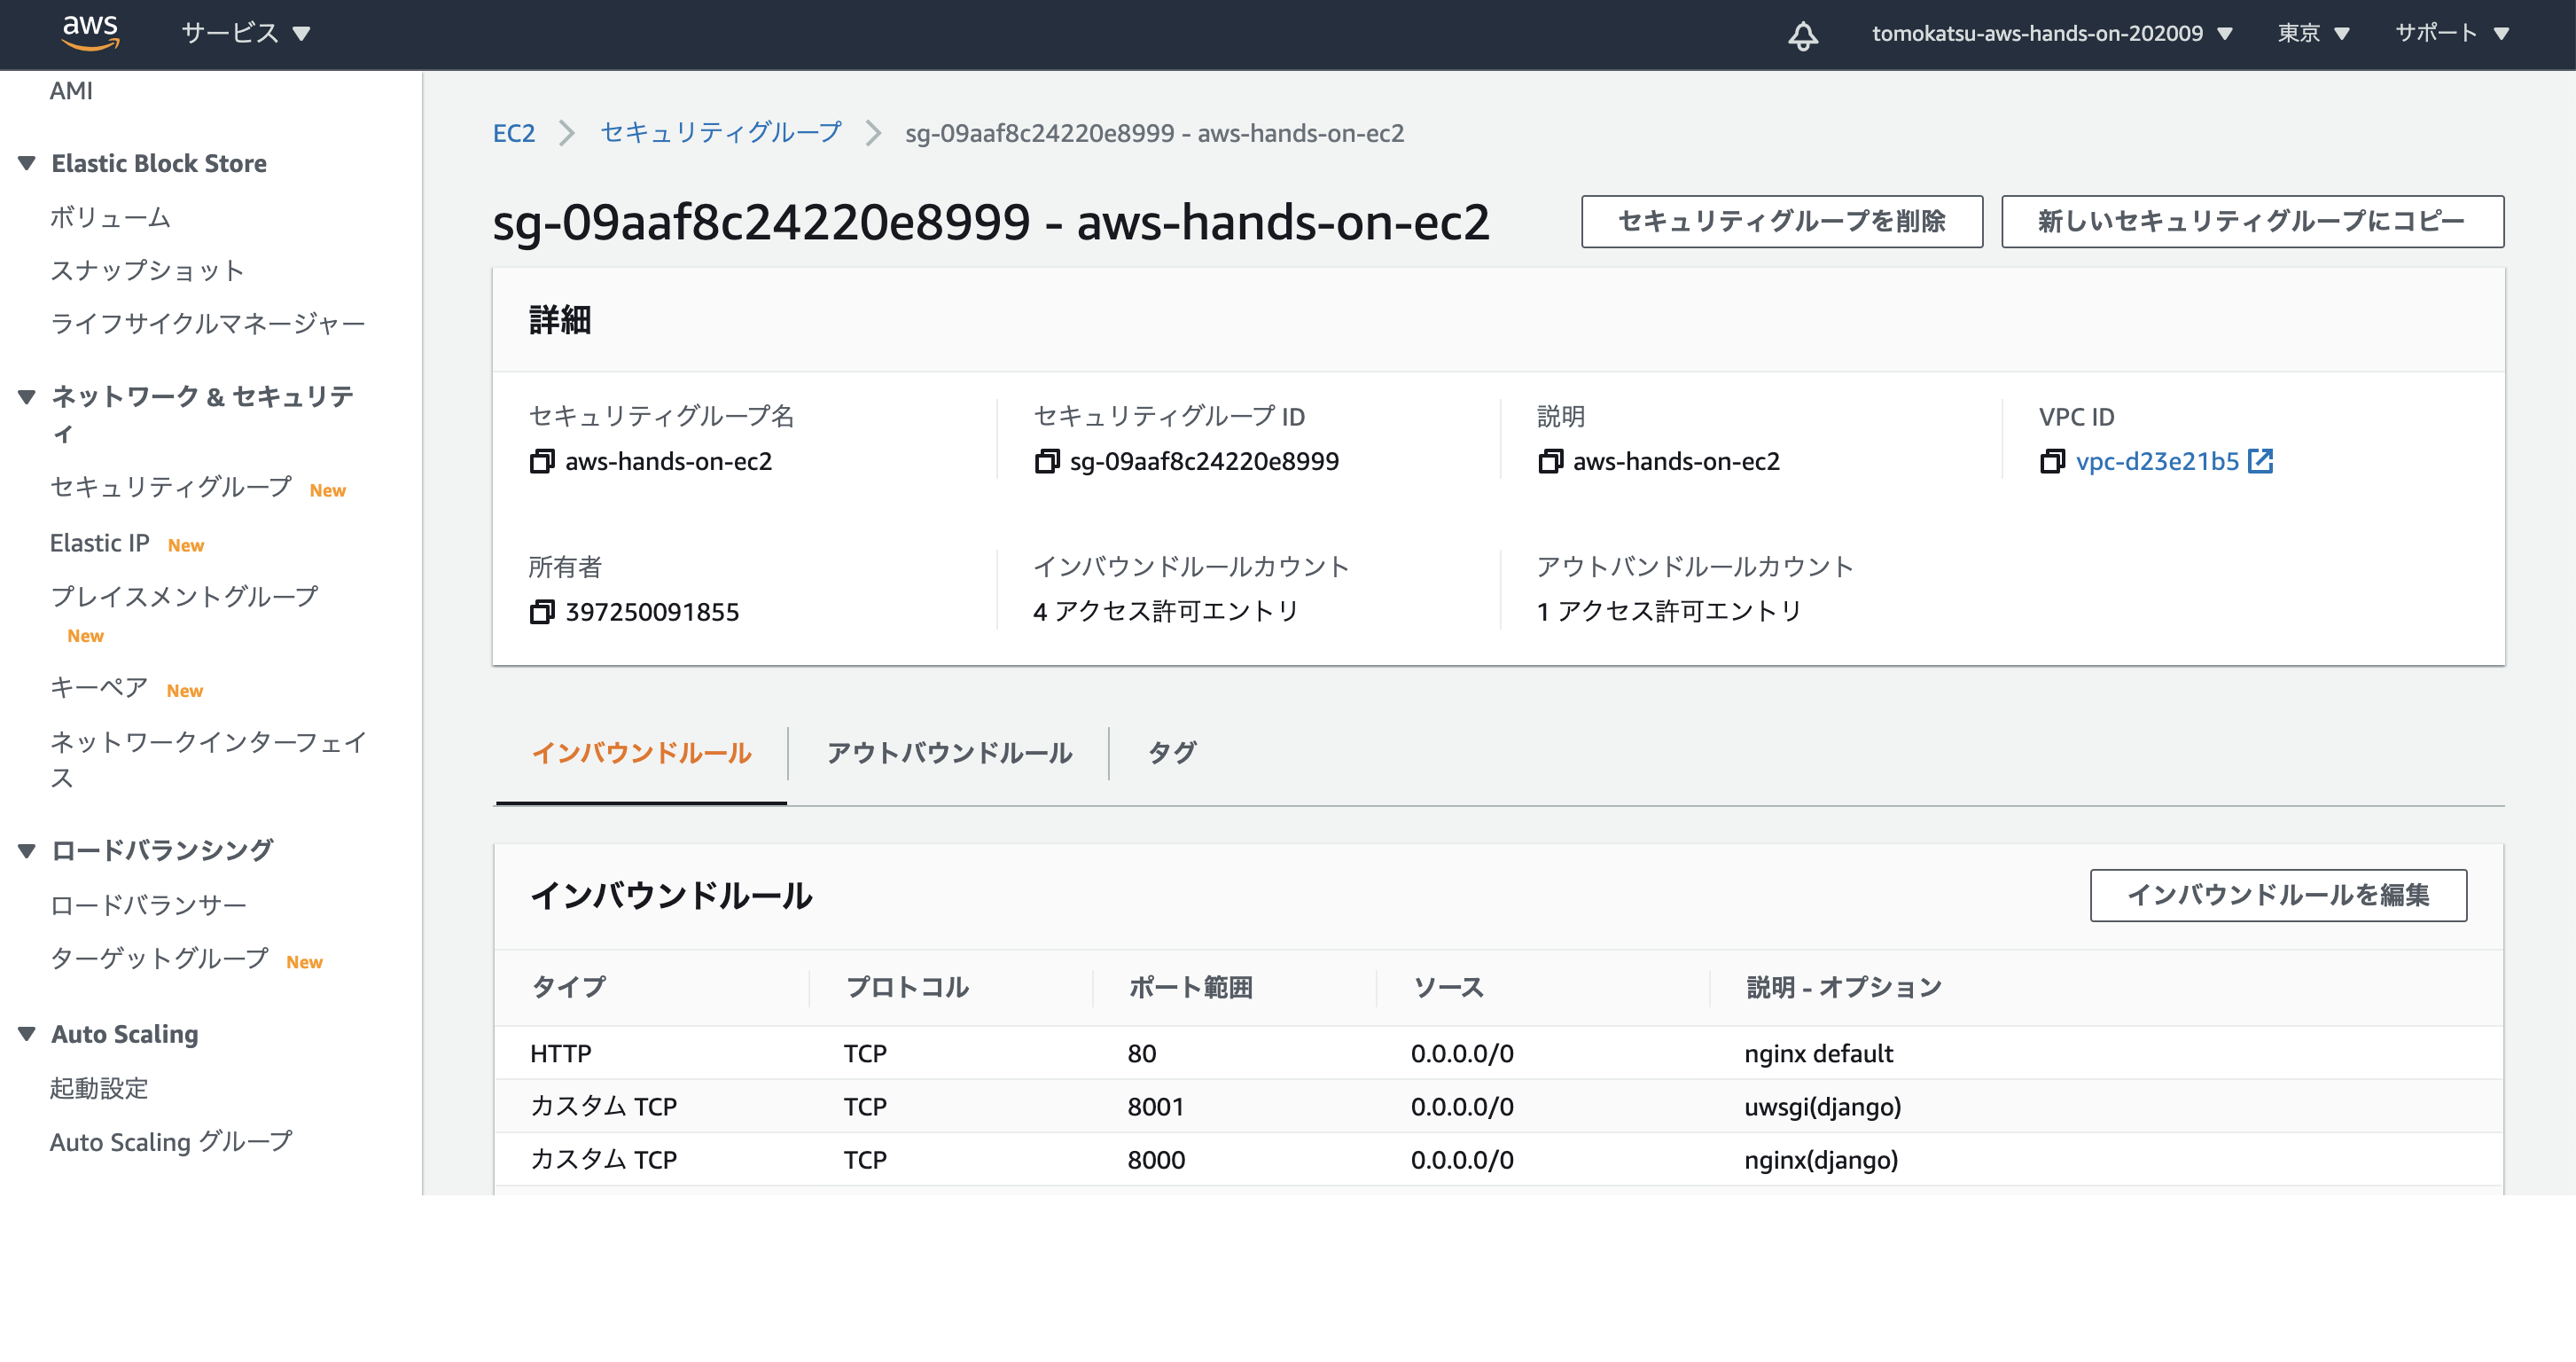 aws
サービス
tomokatsu-aws-hands-on-202009
東京
サポート
AMI
Elastic Block Store
ボリューム
スナップショット
ライフサイクルマネージャー
ネットワーク & セキュリテ
ィ
セキュリティグループ New
Elastic IP New
プレイスメントグループ
New
キーペア New
ネットワークインターフェイ
ス
ロードバランシング
ロードバランサー
ターゲットグループ New
Auto Scaling
起動設定
Auto Scaling グループ
EC2 > セキュリティグループ > sg-09aaf8c24220e8999 - aws-hands-on-ec2
sg-09aaf8c24220e8999 - aws-hands-on-ec2
セキュリティグループを削除
新しいセキュリティグループにコピー
詳細
セキュリティグループ名
aws-hands-on-ec2
セキュリティグループ ID
sg-09aaf8c24220e8999
説明
aws-hands-on-ec2
VPC ID
vpc-d23e21b5
所有者
397250091855
インバウンドルールカウント
4 アクセス許可エントリ
アウトバンドルールカウント
1 アクセス許可エントリ
インバウンドルール
アウトバウンドルール
タグ
インバウンドルール
インバウンドルールを編集
タイプ プロトコル ポート範囲 ソース 説明 - オプション
HTTP TCP 80 0.0.0.0/0 nginx default
カスタム TCP TCP 8001 0.0.0.0/0 uwsgi(django)
カスタム TCP TCP 8000 0.0.0.0/0 nginx(django)